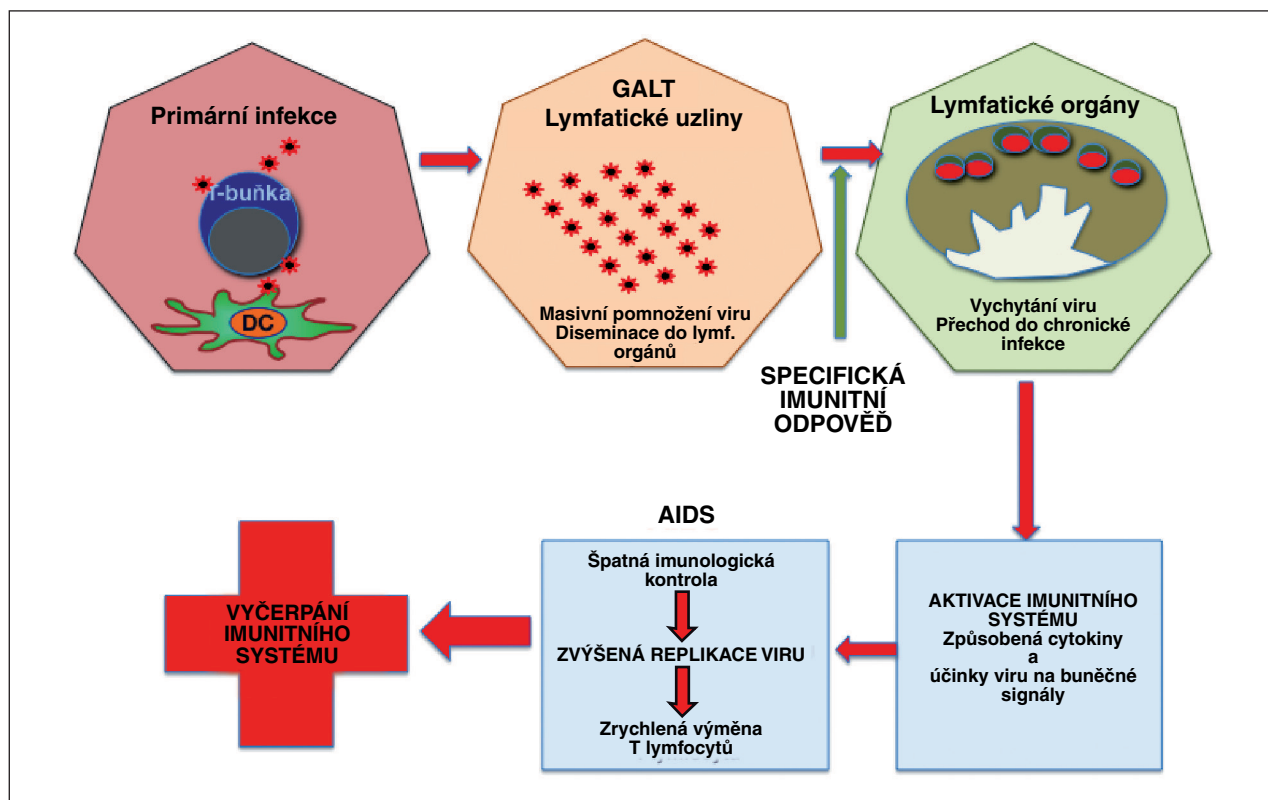 Primární infekce
T-buňka
DC
GALT
Lymfatické uzliny
Masivní pomnožení viru
Diseminace do lymf.
orgánů
SPECIFICKÁ
IMUNITNÍ
ODPOVĚĎ
Lymfatické orgány
Vychytání viru
Přechod do chronické
infekce
AKTIVACE IMUNITNÍHO
SYSTÉMU
Způsobená cytokiny
a
účinky viru na buněčné
signály
AIDS
Špatná imunologická
kontrola
ZVÝŠENÁ REPLIKACE VIRU
Zrychlená výměna
T lymfocytů
VYČERPÁNÍ
IMUNITNÍHO
SYSTÉMU